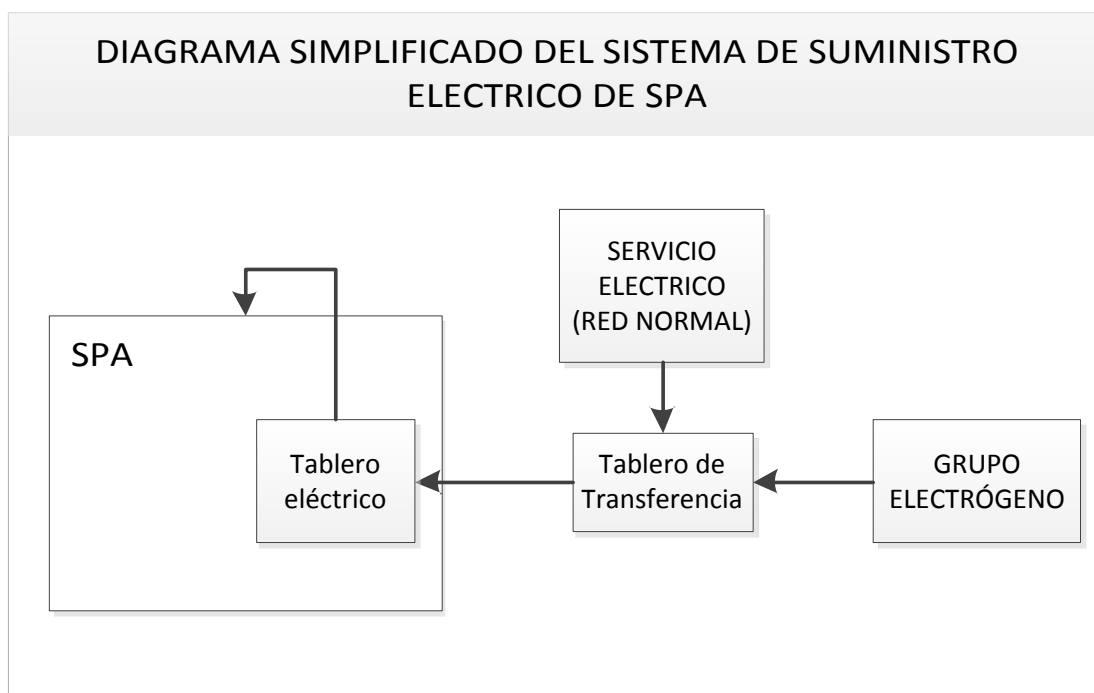 DIAGRAMA SIMPLIFICADO DEL SISTEMA DE SUMINISTRO
ELECTRICO DE SPA
SERVICIO
ELECTRICO
(RED NORMAL)
SPA
Tablero
eléctrico
Tablero de
Transferencia
GRUPO
ELECTRÓGENO